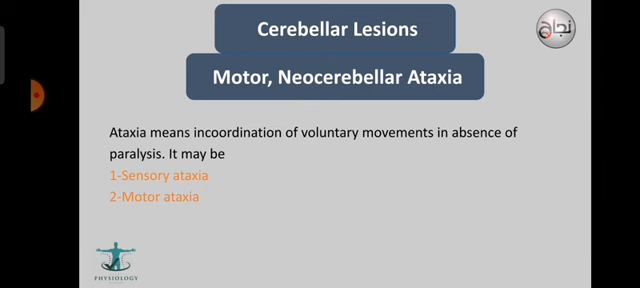 Cerebellar Lesions
نجاح
Motor, Neocerebellar Ataxia
Ataxia means incoordination of voluntary movements in absence of
paralysis. It may be
1-Sensory ataxia
2-Motor ataxia
PHYSIOLOGY